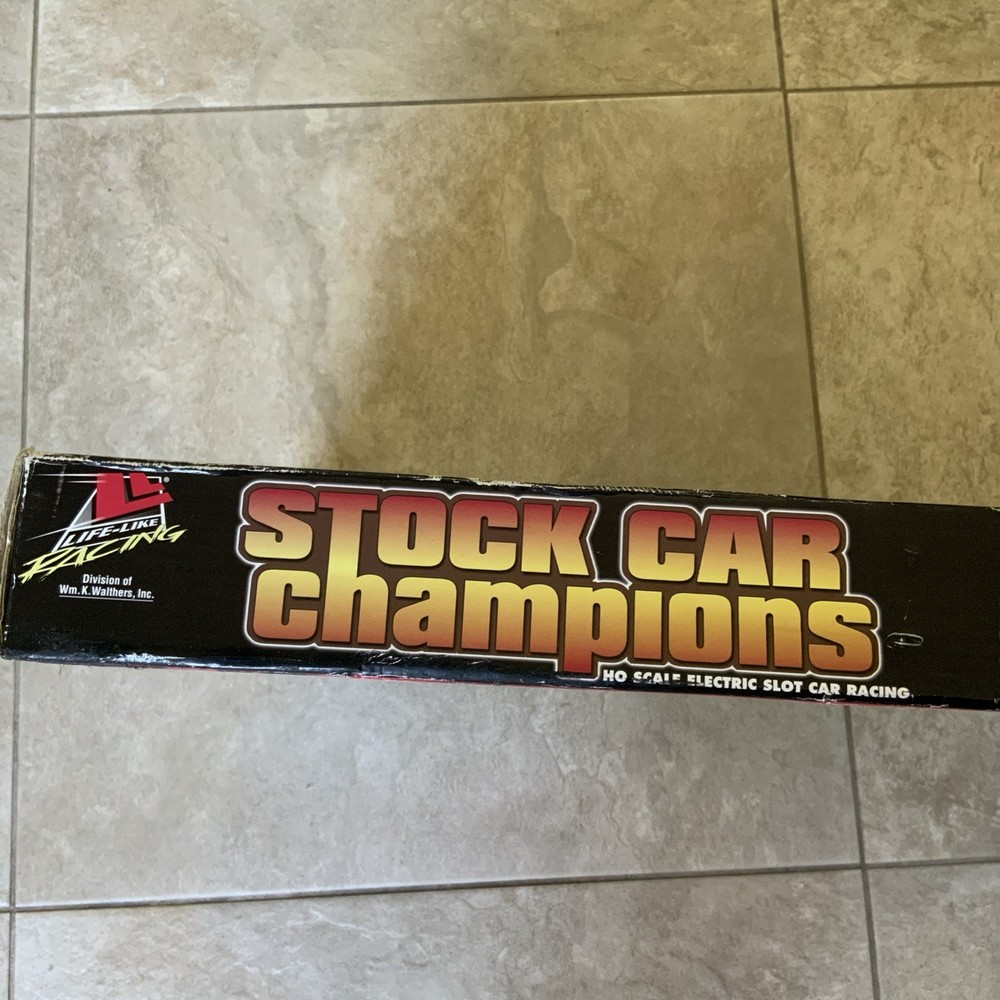 LIFE-LIKE
RACING
Division of
Wm. K. Walthers, Inc.
STOCK CAR
champions
HO SCALE ELECTRIC SLOT CAR RACING